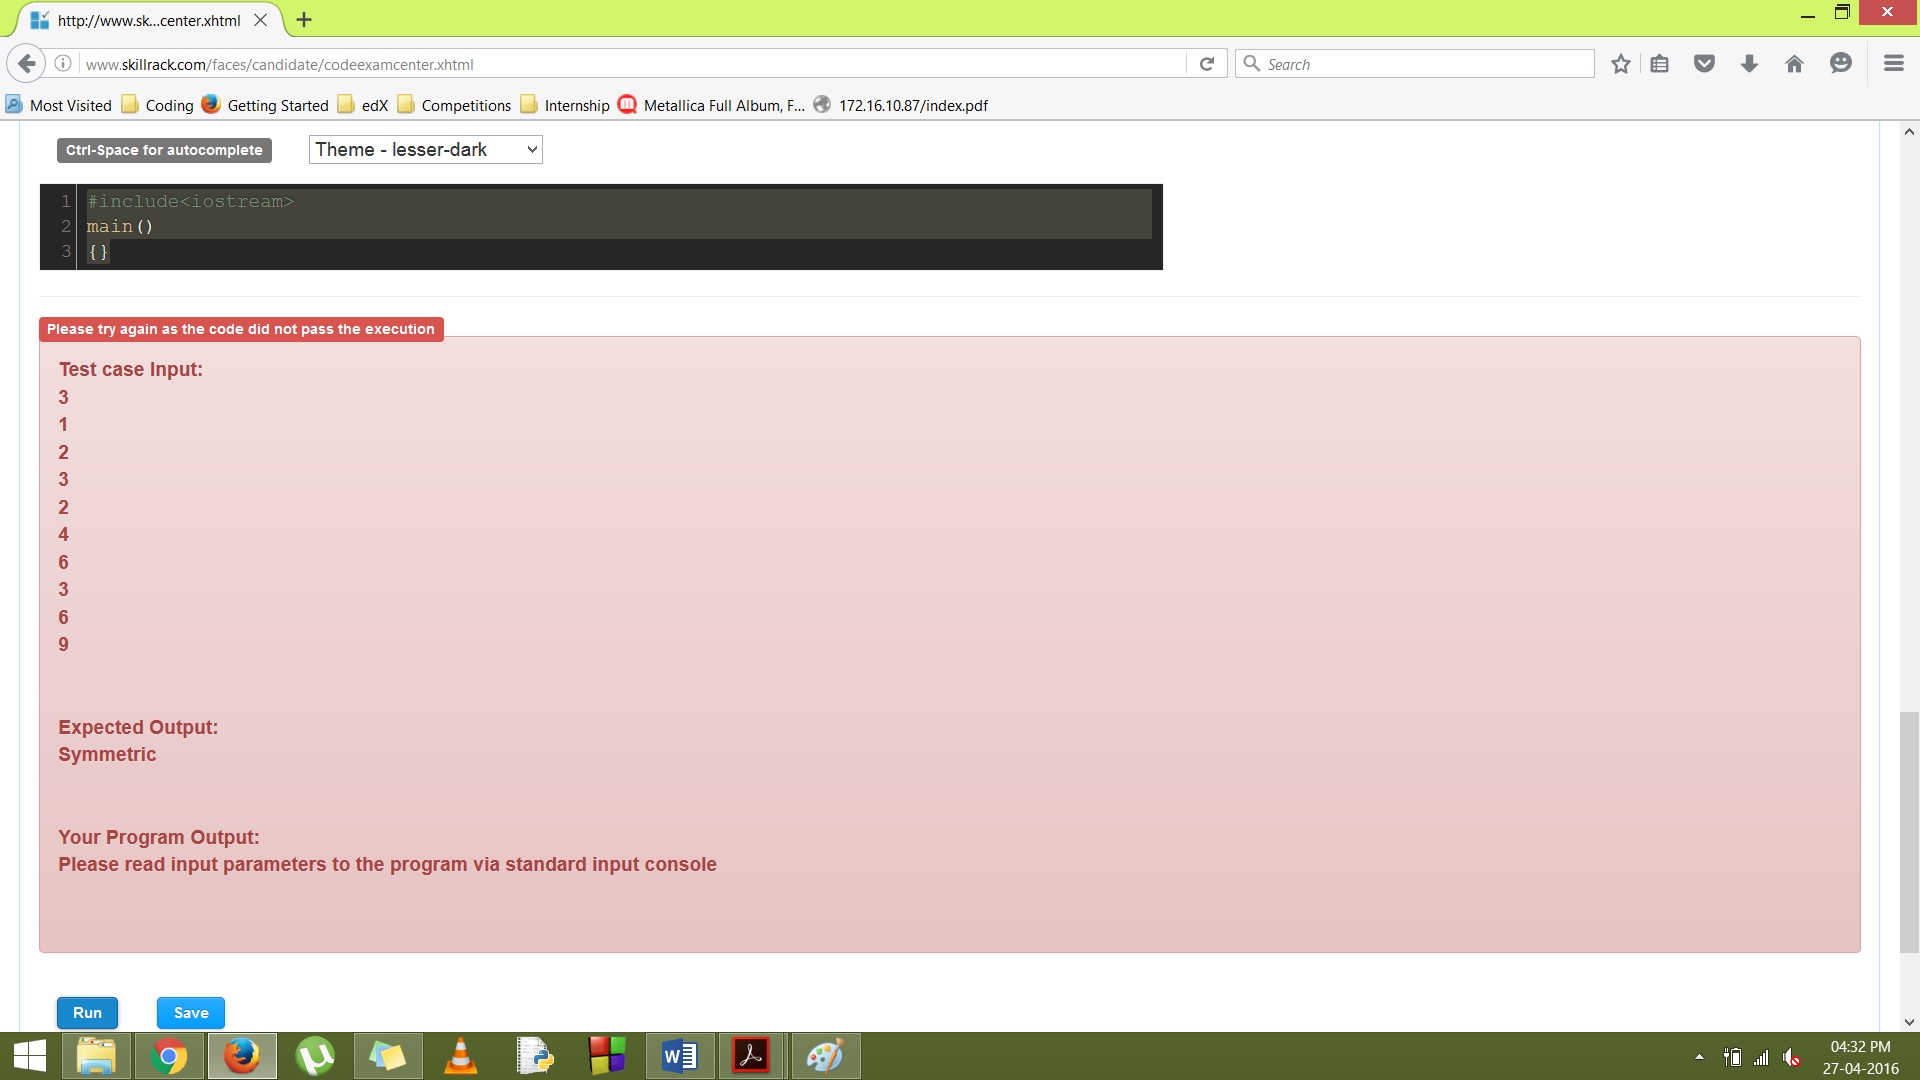 http://www.sk...center.xhtml
www.skillrack.com/faces/candidate/codeexamcenter.xhtml
Search
Most Visited
Coding
Getting Started
edX
Competitions
Internship
Metallica Full Album, F...
172.16.10.87/index.pdf
Ctrl-Space for autocomplete
Theme - lesser-dark
1 #include<iostream>
2 main()
3 {}
Please try again as the code did not pass the execution
Test case Input:
3
1
2
3
2
4
6
3
6
9
Expected Output:
Symmetric
Your Program Output:
Please read input parameters to the program via standard input console
Run
Save
04:32 PM
27-04-2016